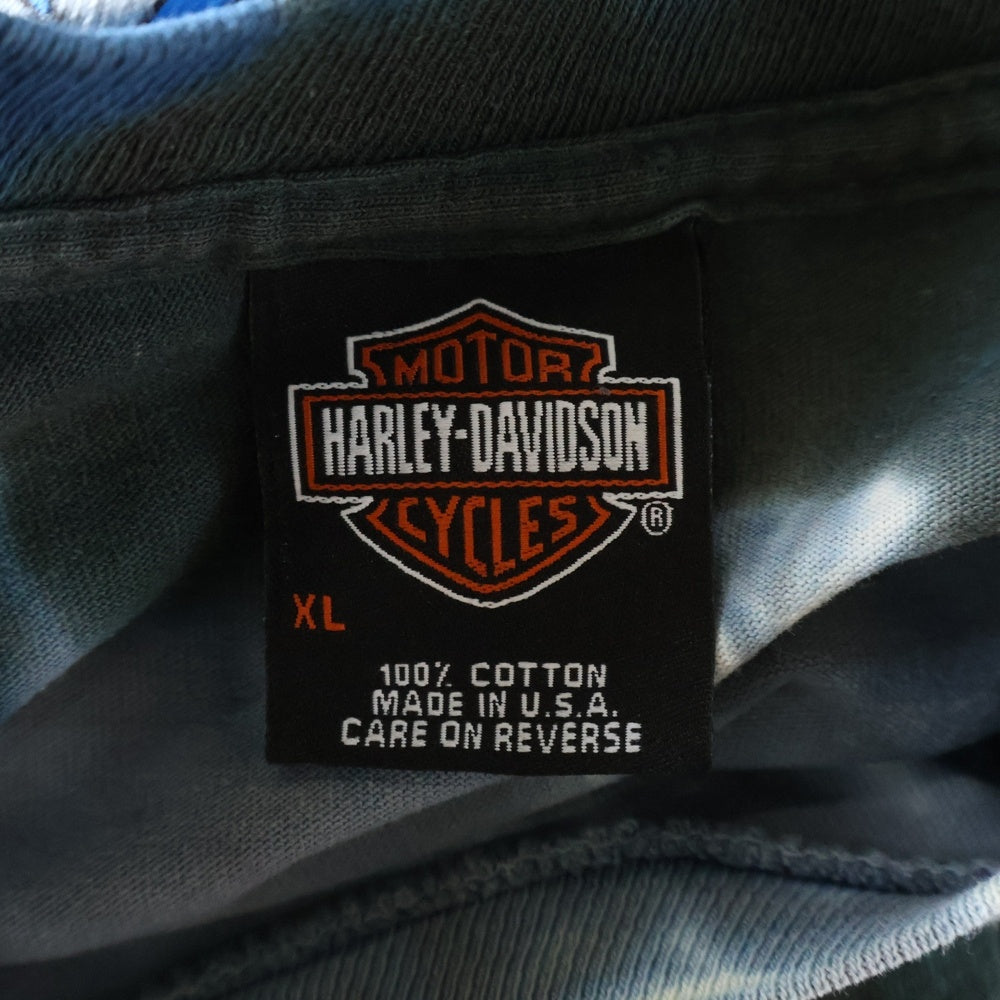 MOTOR
HARLEY-DAVIDSON
CYCLES
®
XL
100% COTTON
MADE IN U.S.A.
CARE ON REVERSE